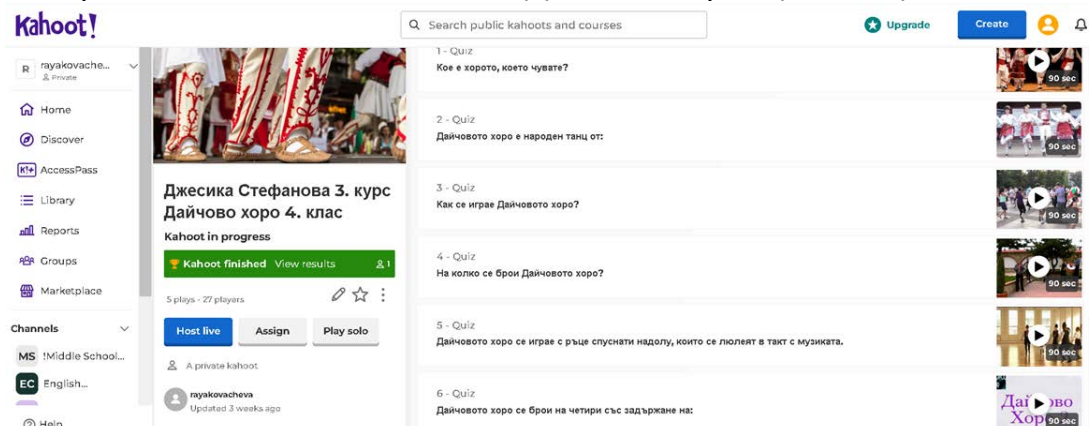 Kahoot!
Search public kahoots and courses
Upgrade
Create
R
rayakovache...
Private
Home
Discover
K!+
AccessPass
Library
Reports
Groups
Marketplace
Channels
MS
!Middle School...
EC
English...
Help
Джесика Стефанова 3. курс
Дайчово хоро 4. клас
Kahoot in progress
Kahoot finished View results 1
5 plays - 27 players
Host live
Assign
Play solo
A private kahoot
rayakovacheva
Updated 3 weeks ago
1 - Quiz
Кое е хорото, което чувате?
90 sec
2 - Quiz
Дайчовото хоро е народен танц от:
90 sec
3 - Quiz
Как се играе Дайчовото хоро?
90 sec
4 - Quiz
На колко се брои Дайчовото хоро?
90 sec
5 - Quiz
Дайчовото хоро се играе с ръце спуснати надолу, които се люлеят в такт с музиката.
90 sec
6 - Quiz
Дайчовото хоро се брои на четири със задържане на:
90 sec